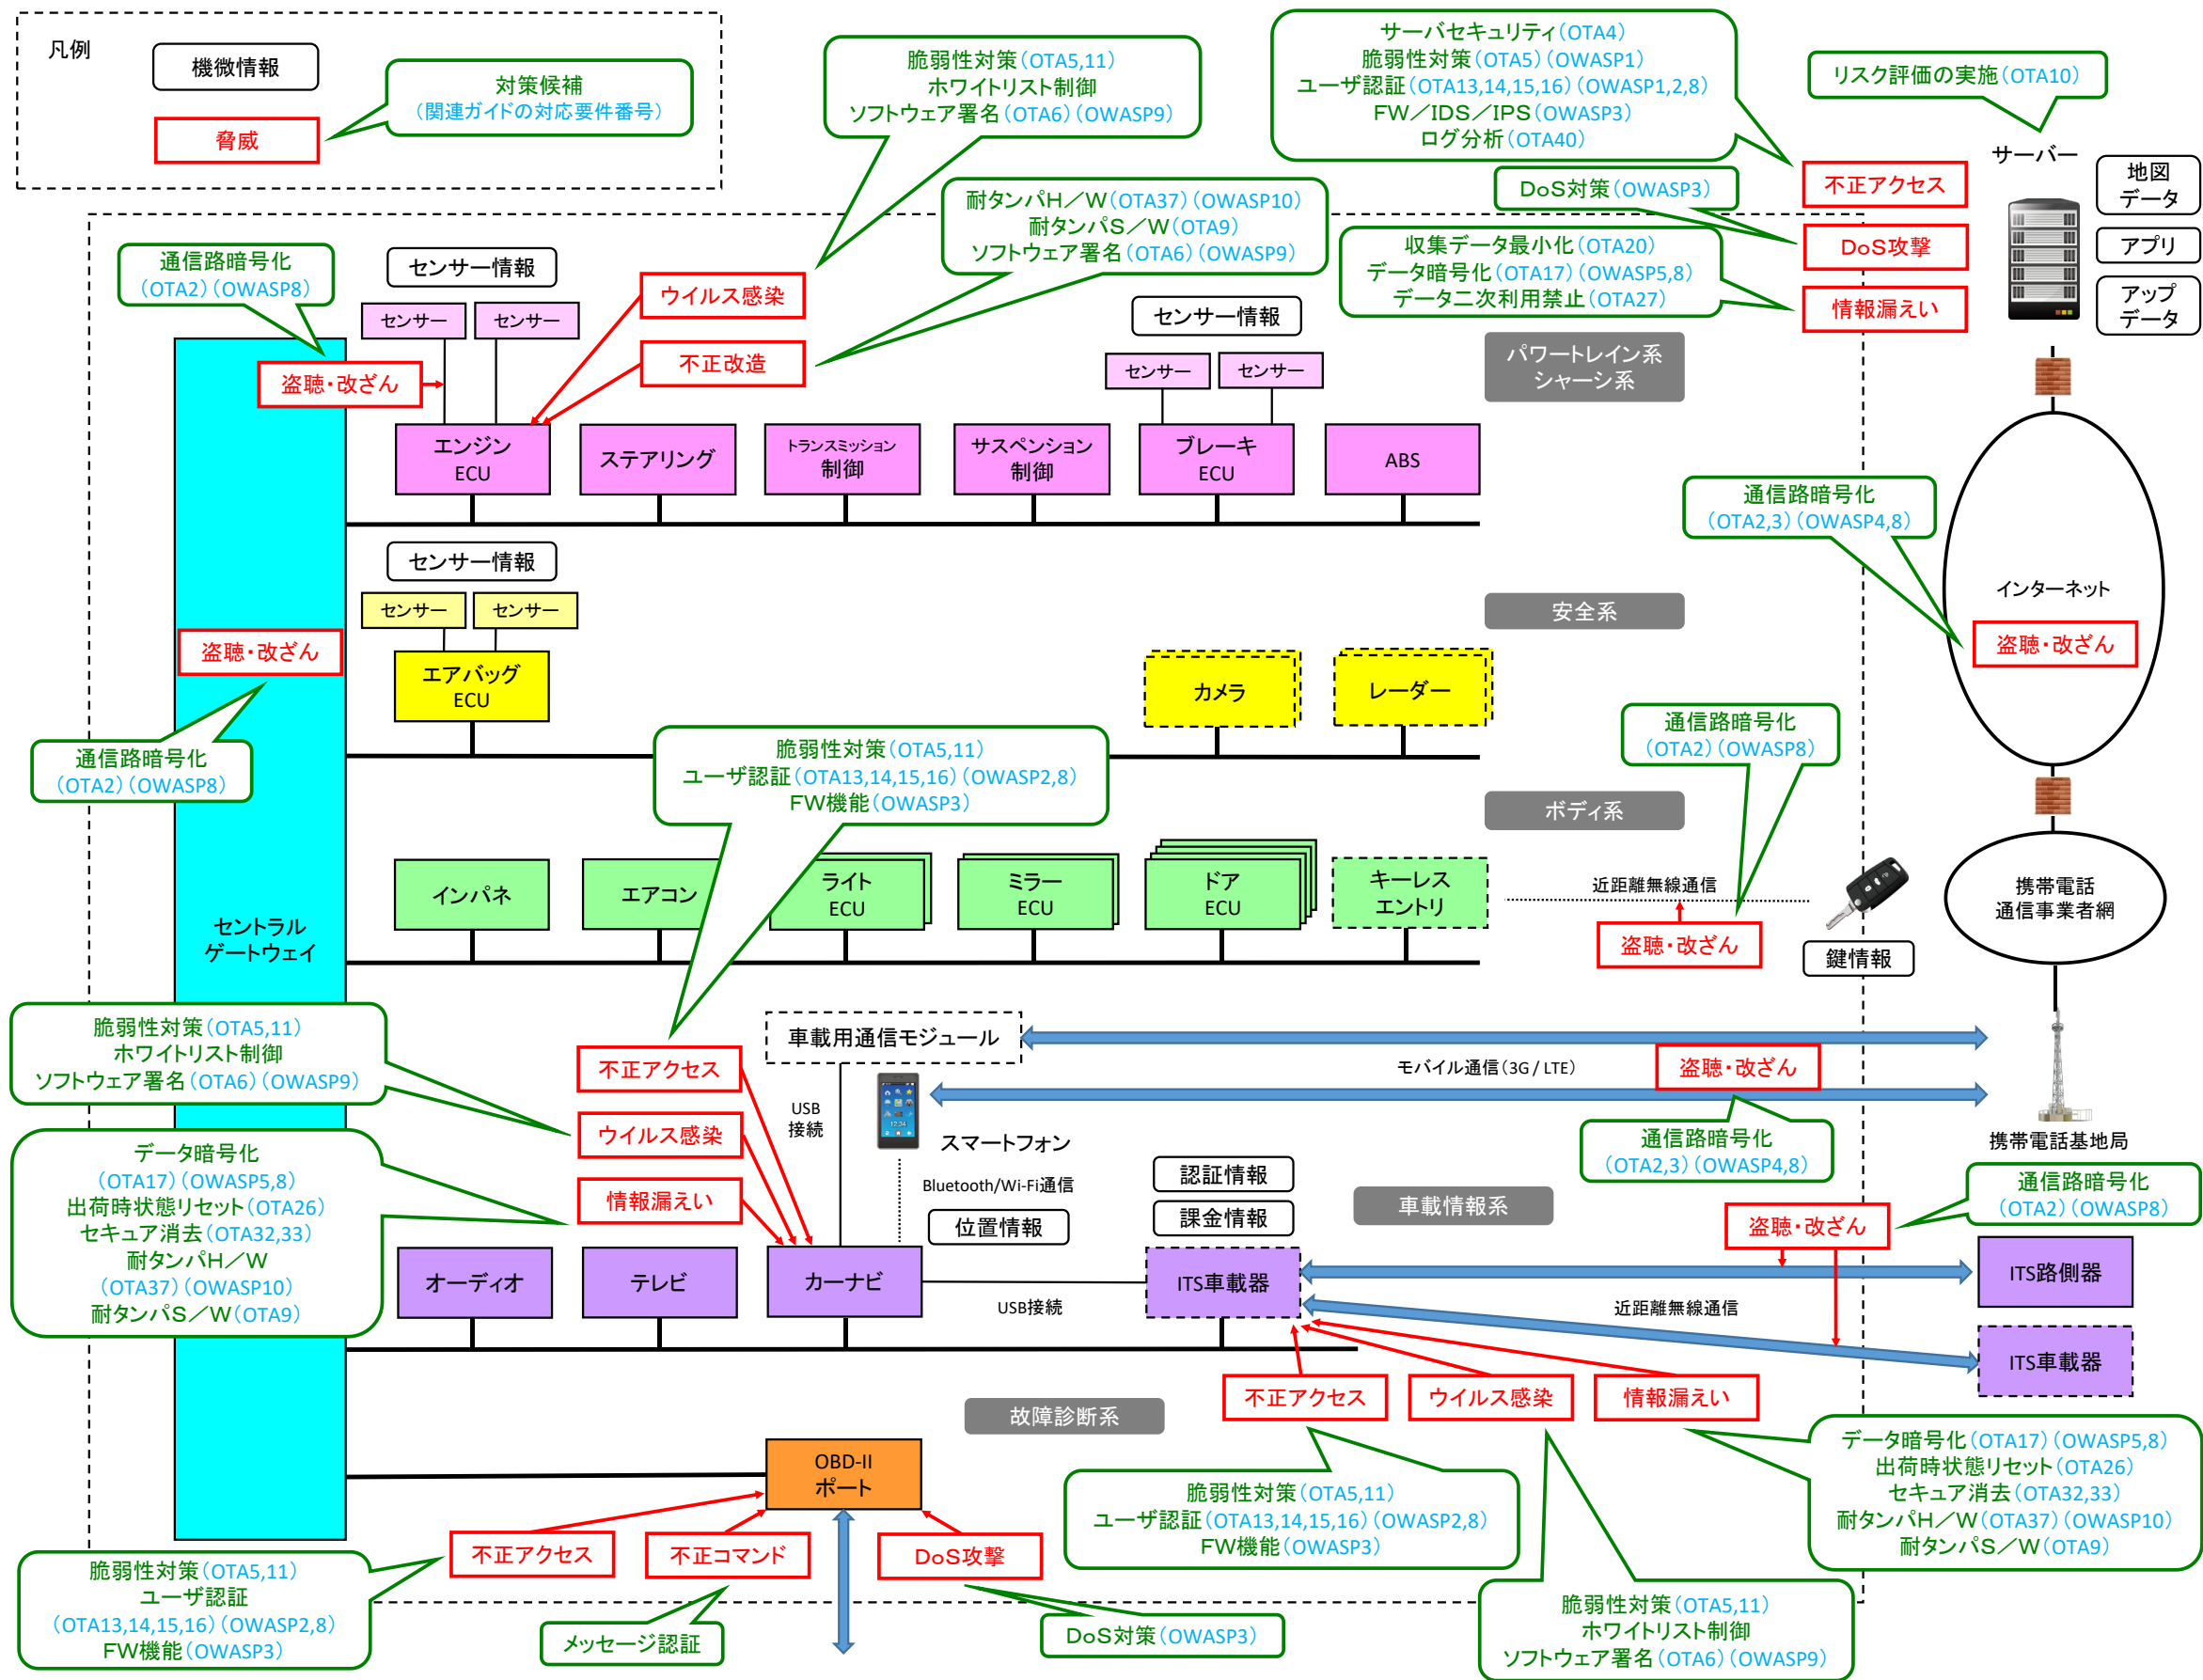 凡例
機微情報
対策候補
(関連ガイドの対応要件番号)
脅威
脆弱性対策(OTA5,11)
ホワイトリスト制御
ソフトウェア署名(OTA6)(OWASP9)
サーバセキュリティ(OTA4)
脆弱性対策(OTA5)(OWASP1)
ユーザ認証(OTA13,14,15,16)(OWASP1,2,8)
FW/IDS/IPS(OWASP3)
ログ分析(OTA40)
リスク評価の実施(OTA10)
サーバー
地図
データ
アプリ
アップ
データ
不正アクセス
DoS対策(OWASP3)
DoS攻撃
収集データ最小化(OTA20)
データ暗号化(OTA17)(OWASP5,8)
データ二次利用禁止(OTA27)
情報漏えい
耐タンパH/W(OTA37)(OWASP10)
耐タンパS/W(OTA9)
ソフトウェア署名(OTA6)(OWASP9)
通信路暗号化
(OTA2)(OWASP8)
センサー情報
センサー
センサー
ウイルス感染
不正改造
盗聴・改ざん
センサー情報
センサー
センサー
パワートレイン系
シャーシ系
エンジン
ECU
ステアリング
トランスミッション
制御
サスペンション
制御
ブレーキ
ECU
ABS
通信路暗号化
(OTA2,3)(OWASP4,8)
インターネット
盗聴・改ざん
センサー情報
センサー
センサー
安全系
盗聴・改ざん
エアバッグ
ECU
カメラ
レーダー
通信路暗号化
(OTA2)(OWASP8)
脆弱性対策(OTA5,11)
ユーザ認証(OTA13,14,15,16)(OWASP2,8)
FW機能(OWASP3)
通信路暗号化
(OTA2)(OWASP8)
ボディ系
インパネ
エアコン
ライト
ECU
ミラー
ECU
ドア
ECU
キーレス
エントリ
近距離無線通信
盗聴・改ざん
鍵情報
携帯電話
通信事業者網
セントラル
ゲートウェイ
脆弱性対策(OTA5,11)
ホワイトリスト制御
ソフトウェア署名(OTA6)(OWASP9)
車載用通信モジュール
不正アクセス
モバイル通信(3G / LTE)
盗聴・改ざん
USB
接続
ウイルス感染
12:34
スマートフォン
通信路暗号化
(OTA2,3)(OWASP4,8)
携帯電話基地局
データ暗号化
(OTA17)(OWASP5,8)
出荷時状態リセット(OTA26)
セキュア消去(OTA32,33)
耐タンパH/W
(OTA37)(OWASP10)
耐タンパS/W(OTA9)
情報漏えい
Bluetooth/Wi-Fi通信
位置情報
認証情報
課金情報
車載情報系
通信路暗号化
(OTA2)(OWASP8)
盗聴・改ざん
オーディオ
テレビ
カーナビ
USB接続
ITS車載器
近距離無線通信
ITS路側器
ITS車載器
不正アクセス
ウイルス感染
情報漏えい
故障診断系
OBD-II
ポート
脆弱性対策(OTA5,11)
ユーザ認証(OTA13,14,15,16)(OWASP2,8)
FW機能(OWASP3)
データ暗号化(OTA17)(OWASP5,8)
出荷時状態リセット(OTA26)
セキュア消去(OTA32,33)
耐タンパH/W(OTA37)(OWASP10)
耐タンパS/W(OTA9)
不正アクセス
不正コマンド
DoS攻撃
脆弱性対策(OTA5,11)
ユーザ認証
(OTA13,14,15,16)(OWASP2,8)
FW機能(OWASP3)
メッセージ認証
DoS対策(OWASP3)
脆弱性対策(OTA5,11)
ホワイトリスト制御
ソフトウェア署名(OTA6)(OWASP9)